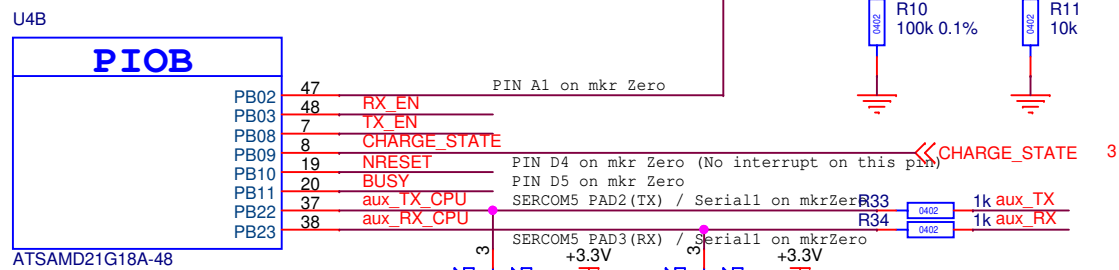 U4B
PIOB
R10
100k 0.1%
0402
R11
10k
0402
PB02 47 PIN A1 on mkr Zero
PB03 48 RX_EN
PB08 7 TX_EN
PB09 8 CHARGE_STATE
CHARGE_STATE 3
PB10 19 NRESET PIN D4 on mkr Zero (No interrupt on this pin)
PB11 20 BUSY PIN D5 on mkr Zero
PB22 37 aux_TX_CPU SERCOM5 PAD2(TX) / Serial1 on mkrZero
R33 0402 1k aux_TX
PB23 38 aux_RX_CPU
R34 0402 1k aux_RX
SERCOM5 PAD3(RX) / Serial1 on mkrZero
3 +3.3V 3 +3.3V
ATSAMD21G18A-48